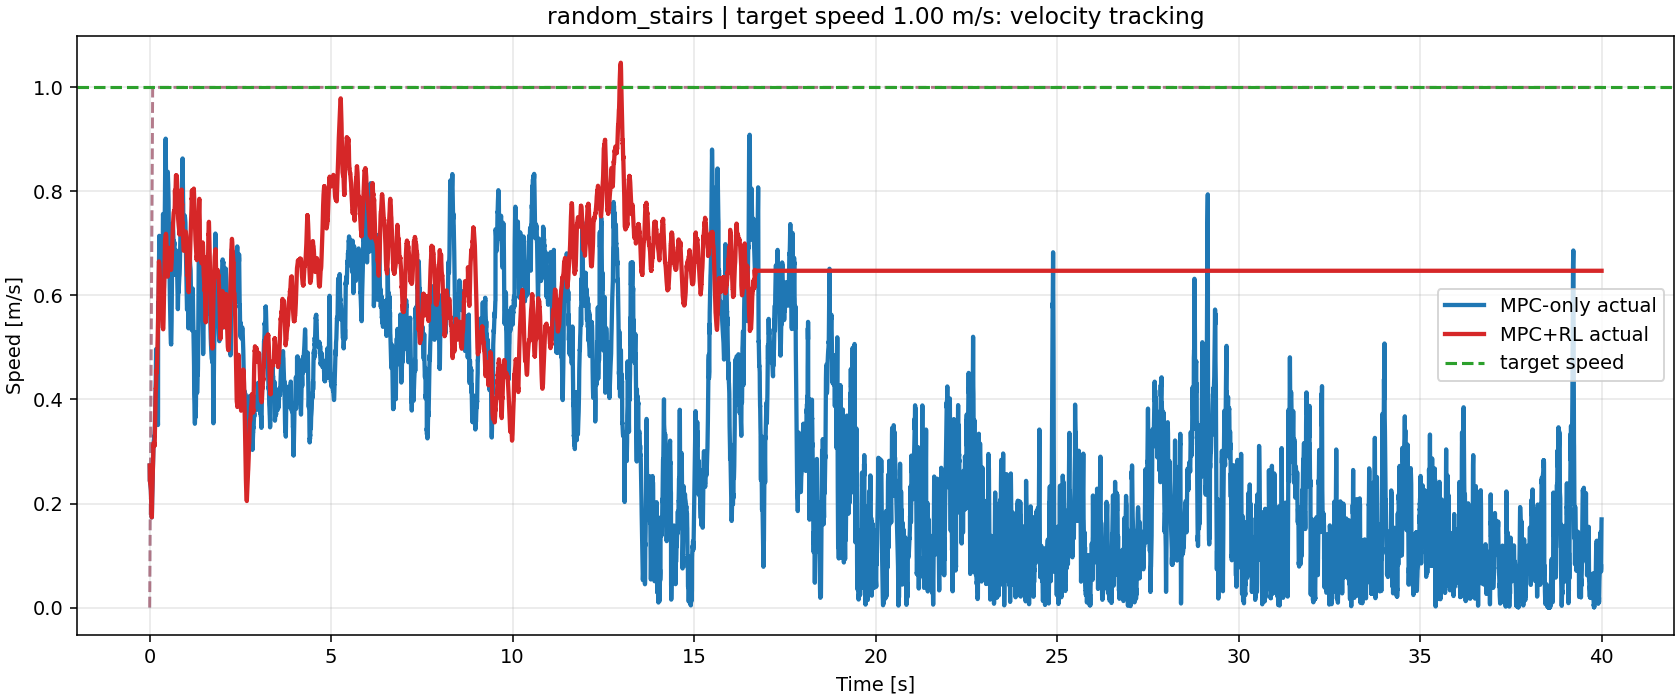 random_stairs | target speed 1.00 m/s: velocity tracking
Speed [m/s]
1.0
0.8
0.6
0.4
0.2
0.0
MPC-only actual
MPC+RL actual
target speed
0 5 10 15 20 25 30 35 40
Time [s]